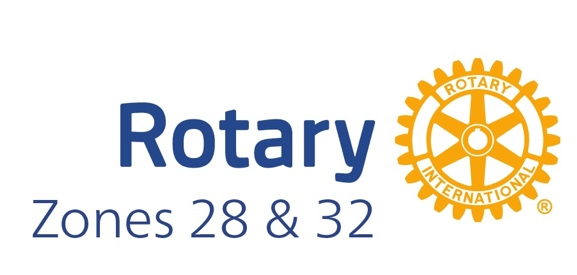 Rotary
Zones 28 & 32
ROTARY
INTERNATIONAL
®